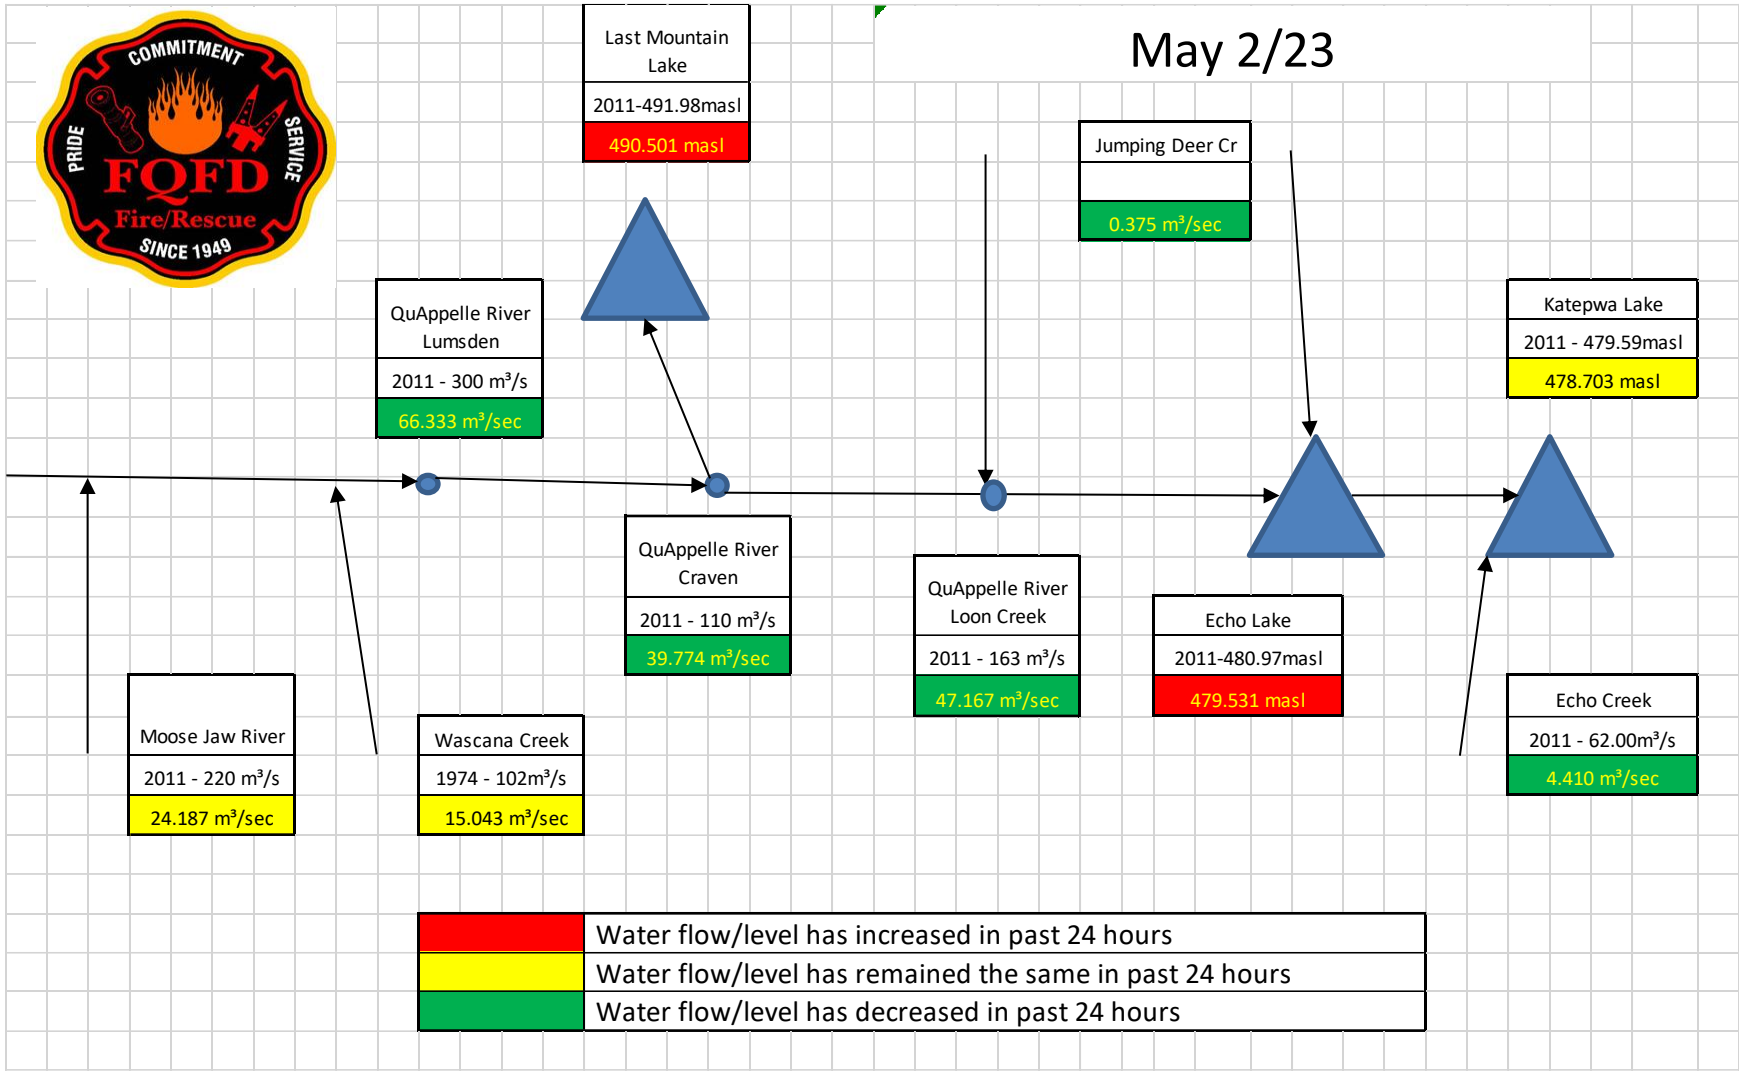 COMMITMENT
PRIDE
SERVICE
FQFD
Fire/Rescue
SINCE 1949
May 2/23
Last Mountain
Lake
2011-491.98masl
490.501 masl
Jumping Deer Cr
0.375 m³/sec
QuAppelle River
Lumsden
2011 - 300 m³/s
66.333 m³/sec
Katepwa Lake
2011 - 479.59masl
478.703 masl
QuAppelle River
Craven
2011 - 110 m³/s
39.774 m³/sec
QuAppelle River
Loon Creek
2011 - 163 m³/s
47.167 m³/sec
Echo Lake
2011-480.97masl
479.531 masl
Moose Jaw River
2011 - 220 m³/s
24.187 m³/sec
Wascana Creek
1974 - 102m³/s
15.043 m³/sec
Echo Creek
2011 - 62.00m³/s
4.410 m³/sec
Water flow/level has increased in past 24 hours
Water flow/level has remained the same in past 24 hours
Water flow/level has decreased in past 24 hours